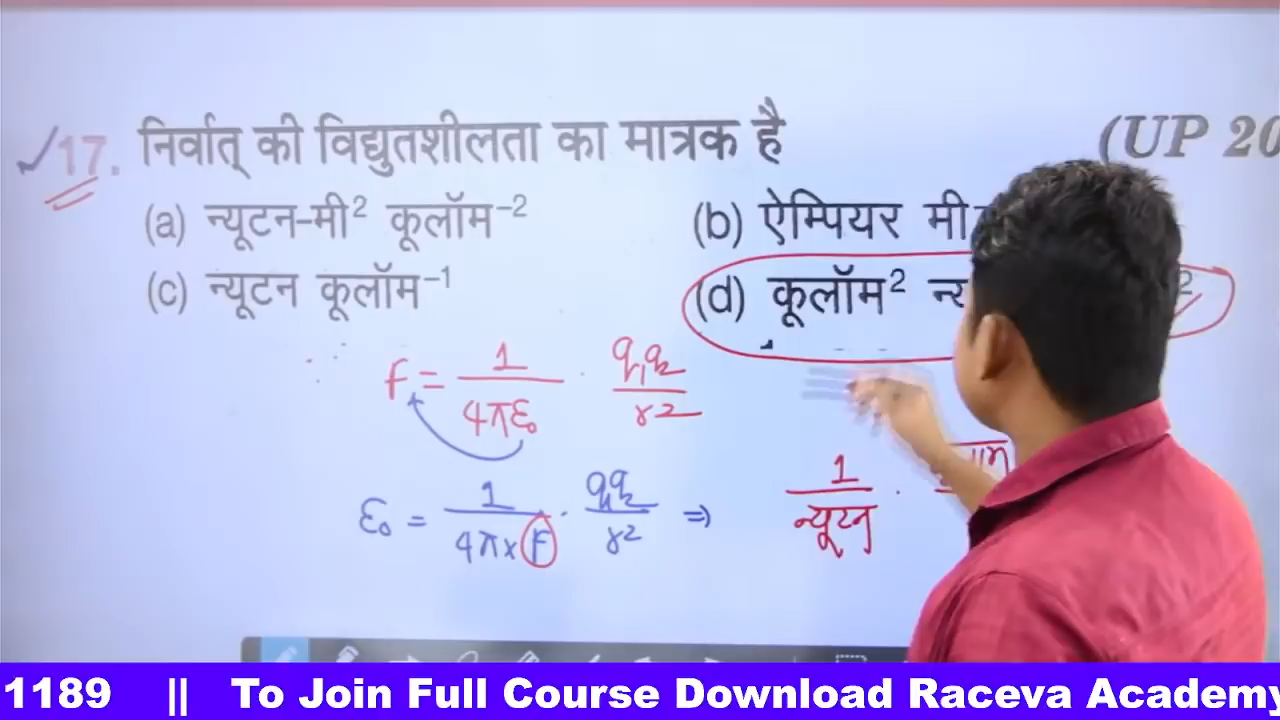 17. निर्वात् की विद्युतशीलता का मात्रक है (UP 20
(a) न्यूटन-मी² कूलॉम⁻² (b) ऐम्पियर
(c) न्यूटन कूलॉम⁻¹ (d) कूलॉम²
F = 1/4πε₀ · q₁q₂/r²
ε₀ = 1/4π×F · q₁q₂/r² ⇒ 1/न्यूटन ·
1189 || To Join Full Course Download Raceva Academy